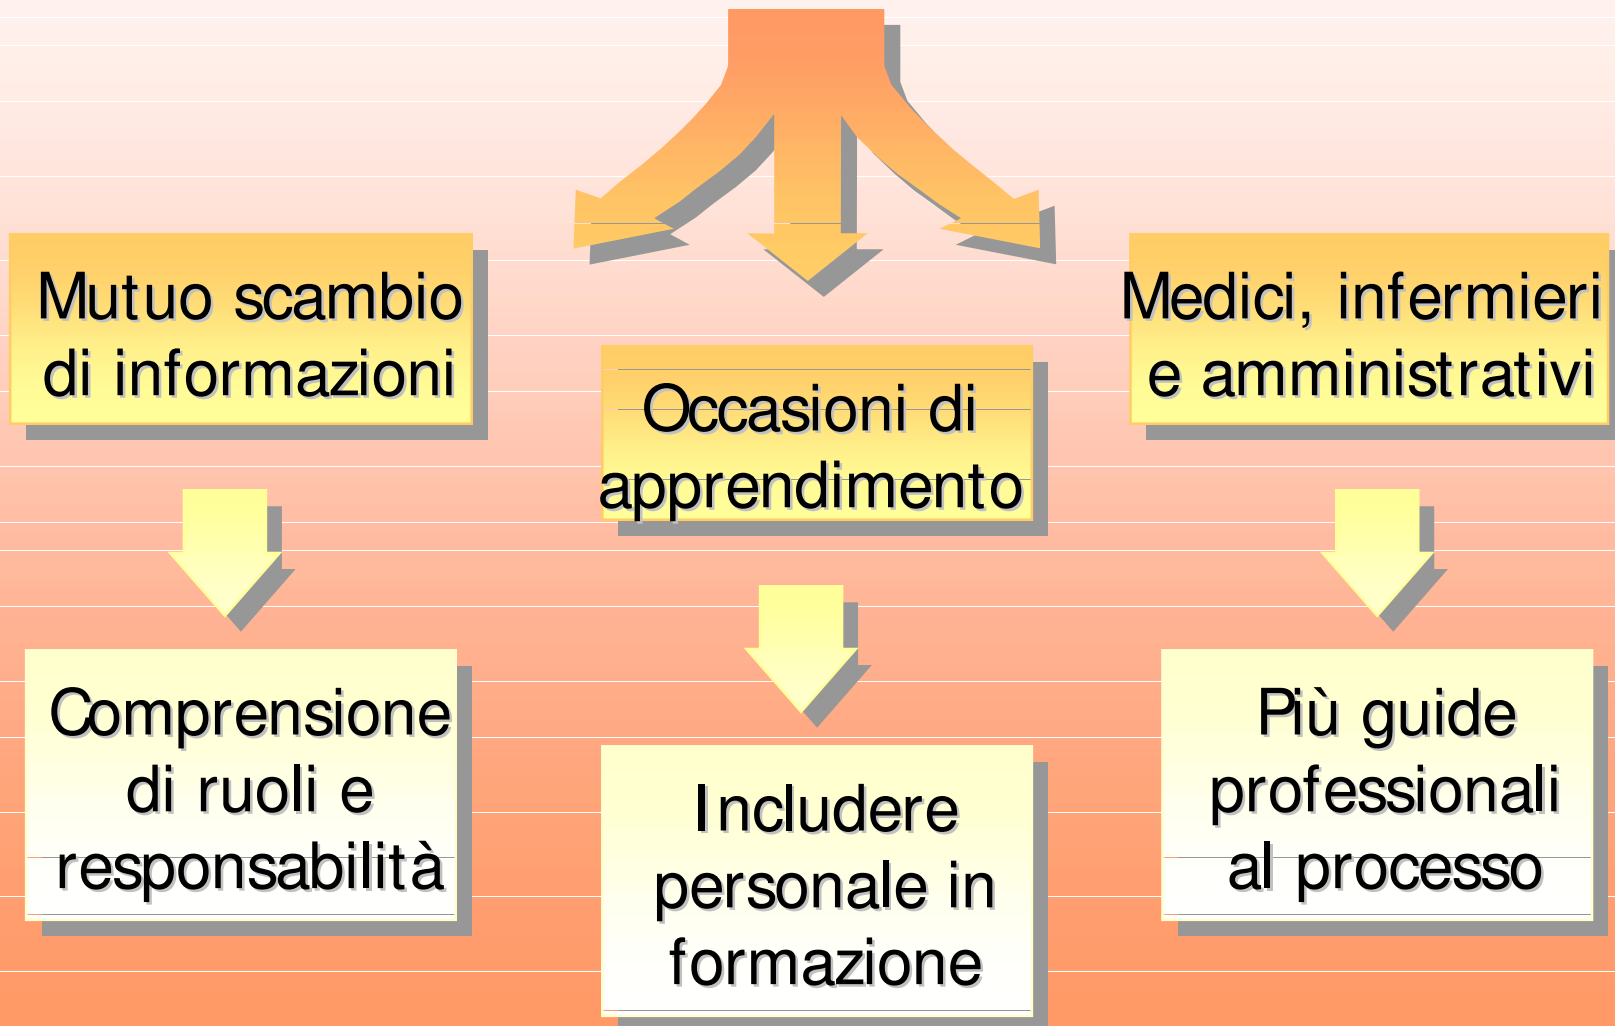 Mutuo scambio
di informazioni
Occasioni di
apprendimento
Medici, infermieri
e amministrativi
Comprensione
di ruoli e
responsabilità
Includere
personale in
formazione
Più guide
professionali
al processo